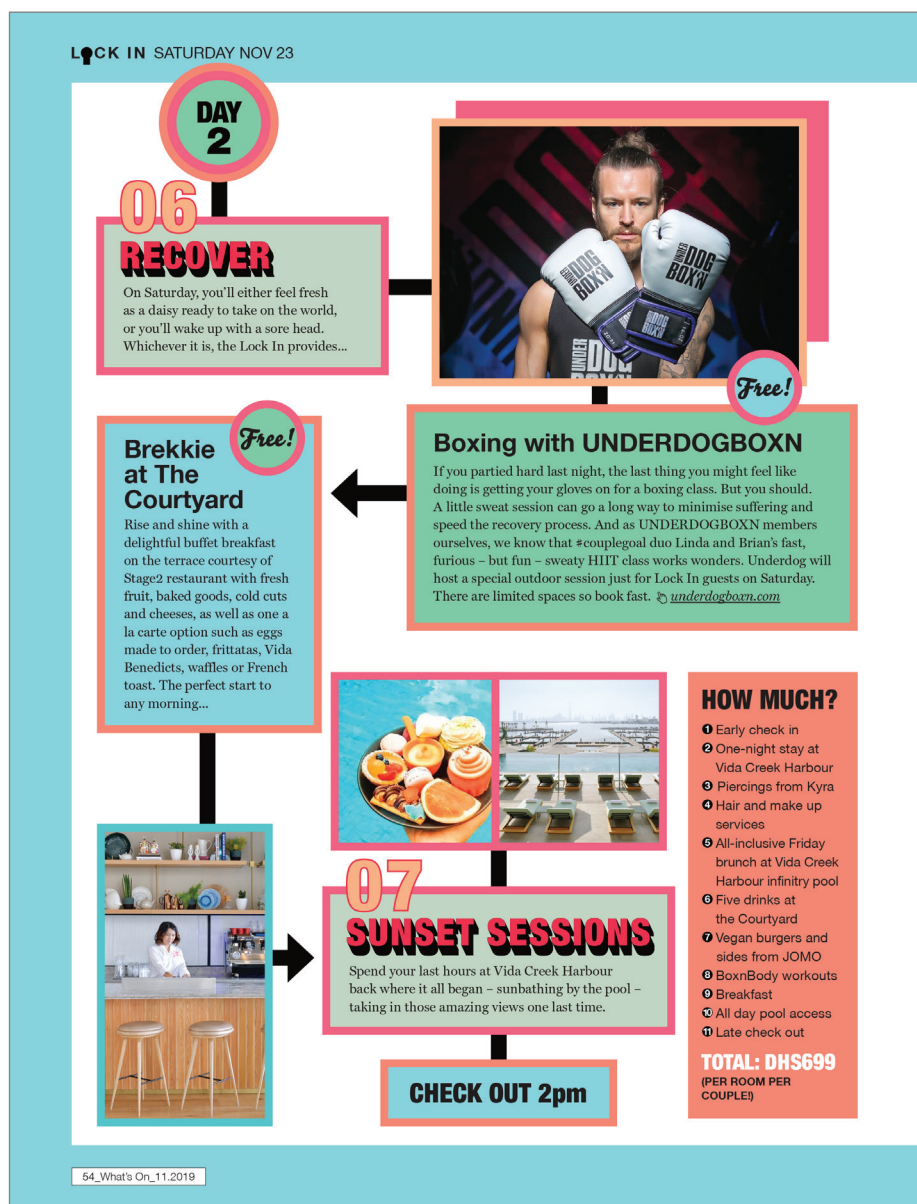 LOCK IN SATURDAY NOV 23
DAY
2
06
RECOVER
On Saturday, you'll either feel fresh
as a daisy ready to take on the world,
or you'll wake up with a sore head.
Whichever it is, the Lock In provides...
UNDER DOG BOX'N
UNDER DOG BOX'N
UNDER DOG
Free!
Boxing with UNDERDOGBOXN
If you partied hard last night, the last thing you might feel like
doing is getting your gloves on for a boxing class. But you should.
A little sweat session can go a long way to minimise suffering and
speed the recovery process. And as UNDERDOGBOXN members
ourselves, we know that #couplegoal duo Linda and Brian's fast,
furious – but fun – sweaty HIIT class works wonders. Underdog will
host a special outdoor session just for Lock In guests on Saturday.
There are limited spaces so book fast. underdogboxn.com
Free!
Brekkie
at The
Courtyard
Rise and shine with a
delightful buffet breakfast
on the terrace courtesy of
Stage2 restaurant with fresh
fruit, baked goods, cold cuts
and cheeses, as well as one a
la carte option such as eggs
made to order, frittatas, Vida
Benedicts, waffles or French
toast. The perfect start to
any morning...
07
SUNSET SESSIONS
Spend your last hours at Vida Creek Harbour
back where it all began – sunbathing by the pool –
taking in those amazing views one last time.
CHECK OUT 2pm
HOW MUCH?
1 Early check in
2 One-night stay at
Vida Creek Harbour
3 Piercings from Kyra
4 Hair and make up
services
5 All-inclusive Friday
brunch at Vida Creek
Harbour infinitry pool
6 Five drinks at
the Courtyard
7 Vegan burgers and
sides from JOMO
8 BoxnBody workouts
9 Breakfast
10 All day pool access
11 Late check out
TOTAL: DHS699
(PER ROOM PER
COUPLE!)
54_What's On_11.2019